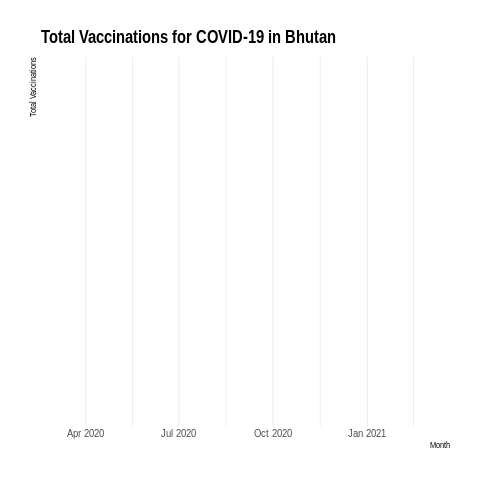 Total Vaccinations for COVID-19 in Bhutan
Total Vaccinations
Apr 2020
Jul 2020
Oct 2020
Jan 2021
Month